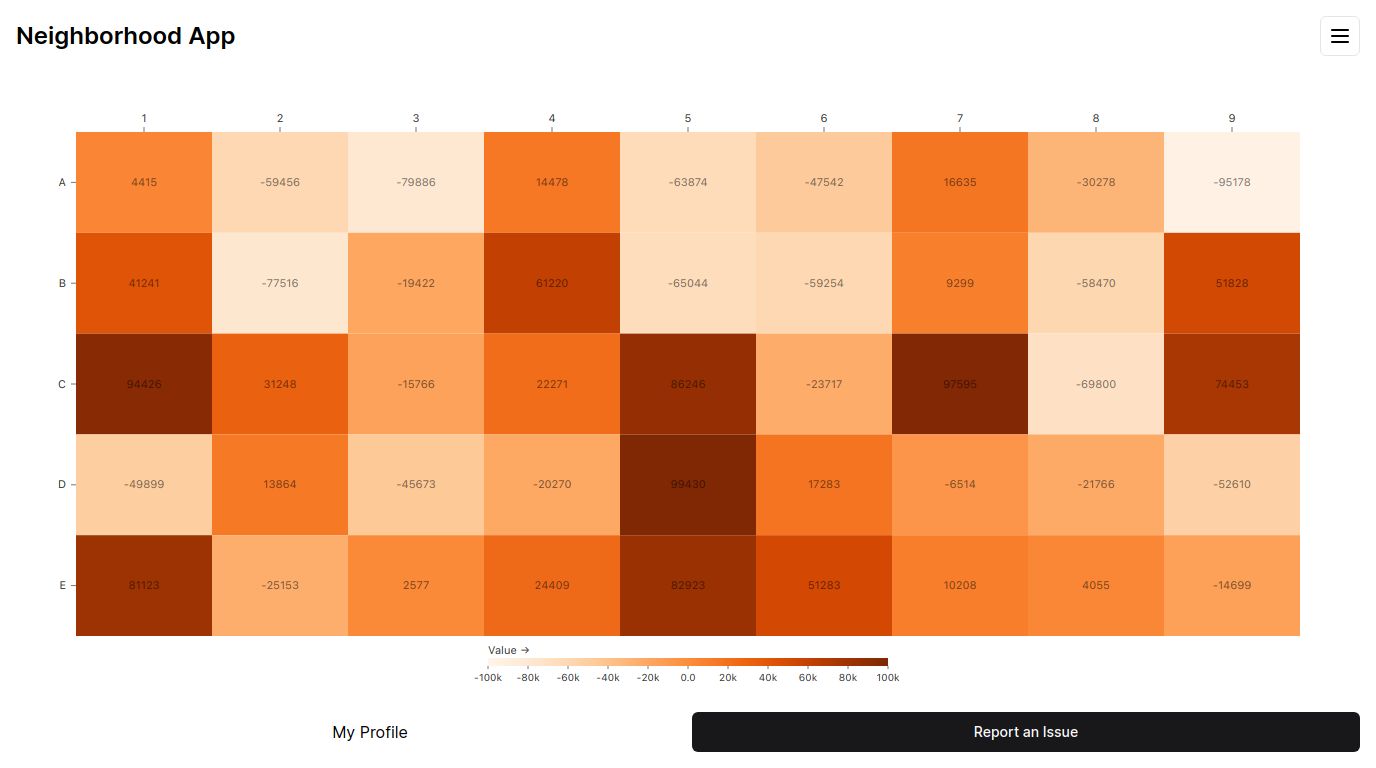 Neighborhood App
1 2 3 4 5 6 7 8 9
A 4415 -59456 -79886 14478 -63874 -47542 16635 -30278 -95178
B 41241 -77516 -19422 61220 -65044 -59254 9299 -58470 51828
C 94426 31248 -15766 22271 86246 -23717 97595 -69800 74453
D -49899 13864 -45673 -20270 99430 17283 -6514 -21766 -52610
E 81123 -25153 2577 24409 82923 51283 10208 4055 -14699
Value →
-100k -80k -60k -40k -20k 0.0 20k 40k 60k 80k 100k
My Profile Report an Issue